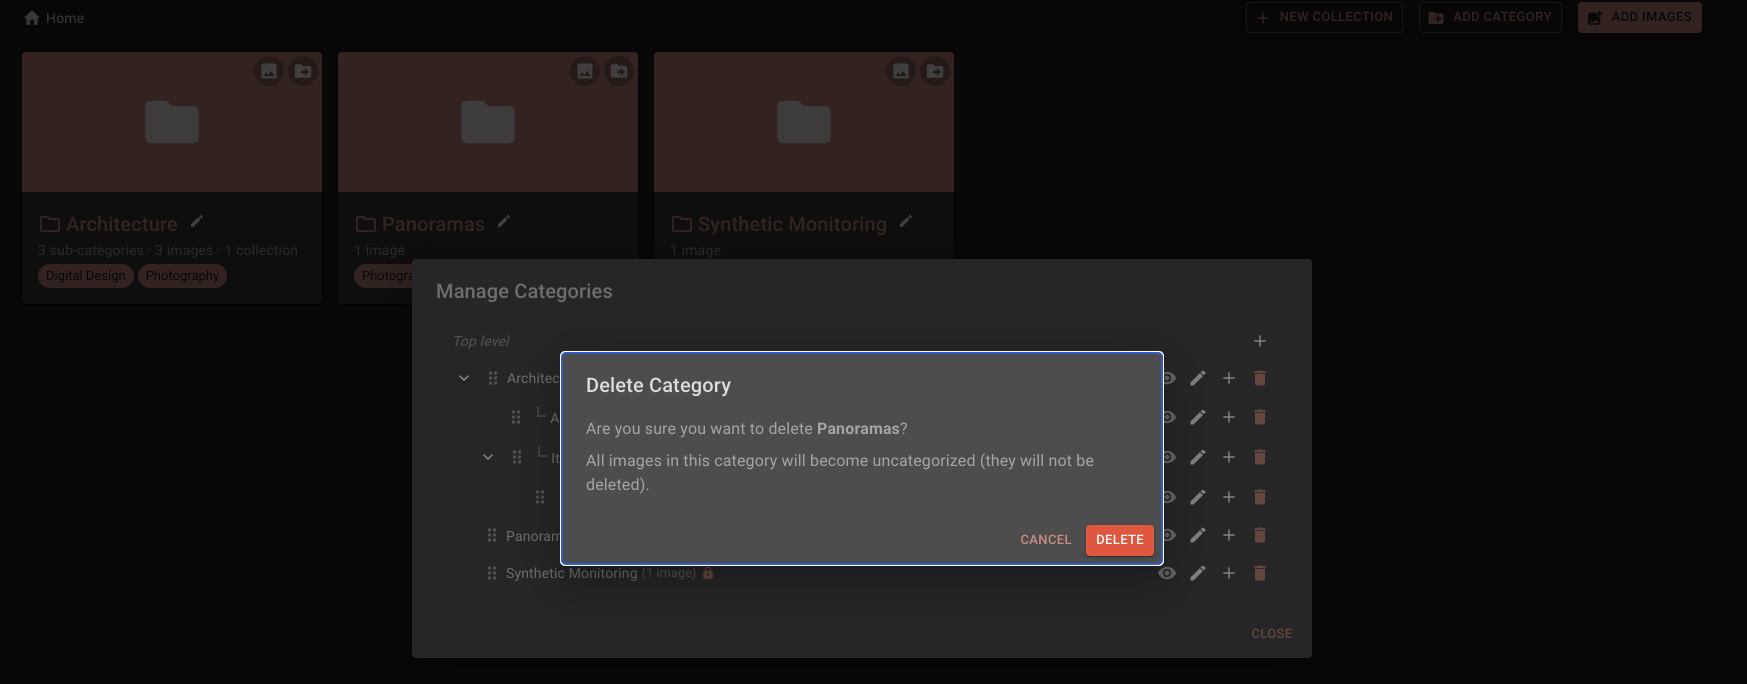 Home
NEW COLLECTION
ADD CATEGORY
ADD IMAGES
Architecture
3 sub-categories · 3 images · 1 collection
Digital Design
Photography
Panoramas
1 image
Synthetic Monitoring
1 image
Manage Categories
Top level
Delete Category
Are you sure you want to delete Panoramas?
All images in this category will become uncategorized (they will not be
deleted).
CANCEL
DELETE
Synthetic Monitoring (1 image)
CLOSE